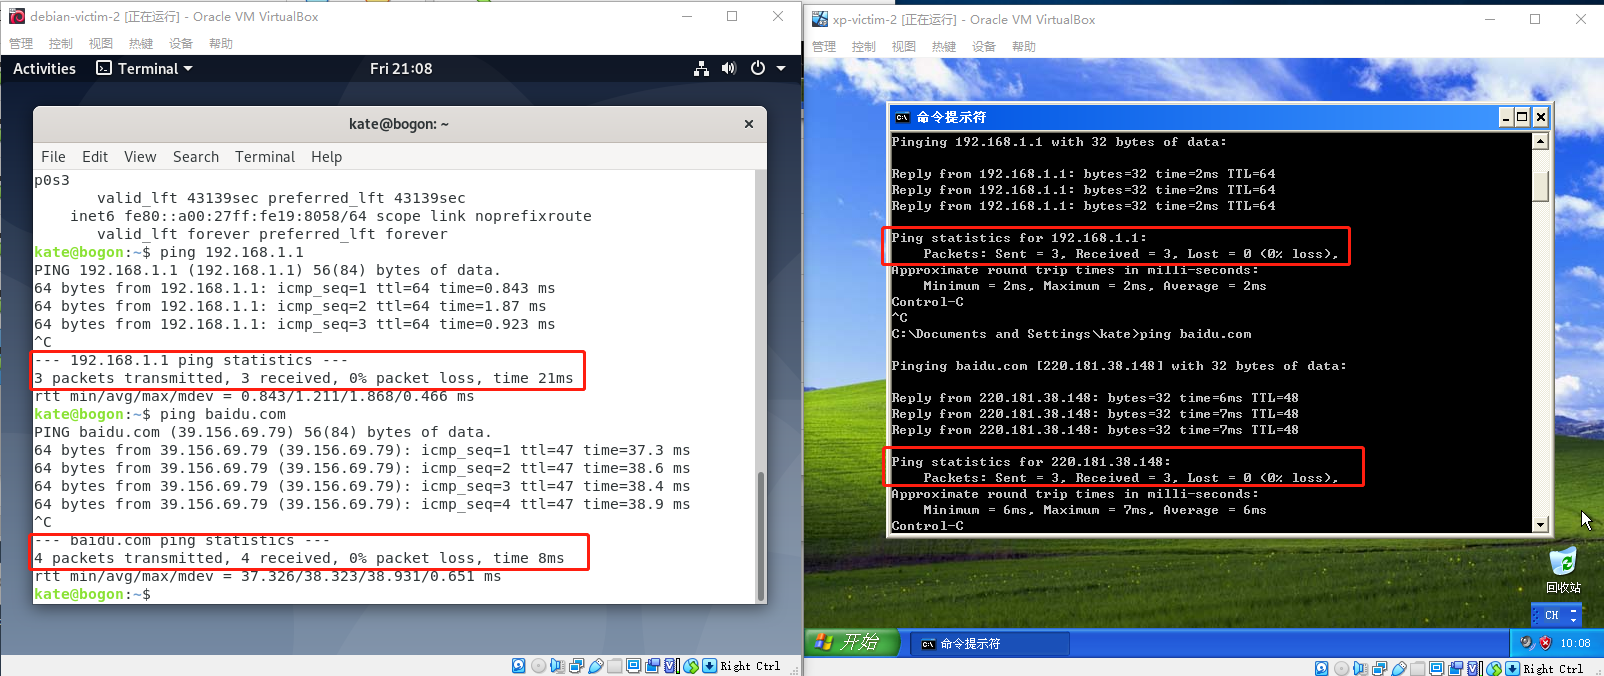 debian-victim-2 [正在运行] - Oracle VM VirtualBox
管理 控制 视图 热键 设备 帮助
Activities Terminal Fri 21:08
kate@bogon: ~
File Edit View Search Terminal Help
p0s3
valid_lft 43139sec preferred_lft 43139sec
inet6 fe80::a00:27ff:fe19:8058/64 scope link noprefixroute
valid_lft forever preferred_lft forever
kate@bogon:~$ ping 192.168.1.1
PING 192.168.1.1 (192.168.1.1) 56(84) bytes of data.
64 bytes from 192.168.1.1: icmp_seq=1 ttl=64 time=0.843 ms
64 bytes from 192.168.1.1: icmp_seq=2 ttl=64 time=1.87 ms
64 bytes from 192.168.1.1: icmp_seq=3 ttl=64 time=0.923 ms
^C
--- 192.168.1.1 ping statistics ---
3 packets transmitted, 3 received, 0% packet loss, time 21ms
rtt min/avg/max/mdev = 0.843/1.211/1.868/0.466 ms
kate@bogon:~$ ping baidu.com
PING baidu.com (39.156.69.79) 56(84) bytes of data.
64 bytes from 39.156.69.79 (39.156.69.79): icmp_seq=1 ttl=47 time=37.3 ms
64 bytes from 39.156.69.79 (39.156.69.79): icmp_seq=2 ttl=47 time=38.6 ms
64 bytes from 39.156.69.79 (39.156.69.79): icmp_seq=3 ttl=47 time=38.4 ms
64 bytes from 39.156.69.79 (39.156.69.79): icmp_seq=4 ttl=47 time=38.9 ms
^C
--- baidu.com ping statistics ---
4 packets transmitted, 4 received, 0% packet loss, time 8ms
rtt min/avg/max/mdev = 37.326/38.323/38.931/0.651 ms
kate@bogon:~$
Right Ctrl
xp-victim-2 [正在运行] - Oracle VM VirtualBox
管理 控制 视图 热键 设备 帮助
命令提示符
Pinging 192.168.1.1 with 32 bytes of data:
Reply from 192.168.1.1: bytes=32 time=2ms TTL=64
Reply from 192.168.1.1: bytes=32 time=2ms TTL=64
Reply from 192.168.1.1: bytes=32 time=2ms TTL=64
Ping statistics for 192.168.1.1:
Packets: Sent = 3, Received = 3, Lost = 0 (0% loss),
Approximate round trip times in milli-seconds:
Minimum = 2ms, Maximum = 2ms, Average = 2ms
Control-C
^C
C:\Documents and Settings\kate>ping baidu.com
Pinging baidu.com [220.181.38.148] with 32 bytes of data:
Reply from 220.181.38.148: bytes=32 time=6ms TTL=48
Reply from 220.181.38.148: bytes=32 time=7ms TTL=48
Reply from 220.181.38.148: bytes=32 time=7ms TTL=48
Ping statistics for 220.181.38.148:
Packets: Sent = 3, Received = 3, Lost = 0 (0% loss),
Approximate round trip times in milli-seconds:
Minimum = 6ms, Maximum = 7ms, Average = 6ms
Control-C
回收站
CH
开始 命令提示符 10:08
Right Ctrl